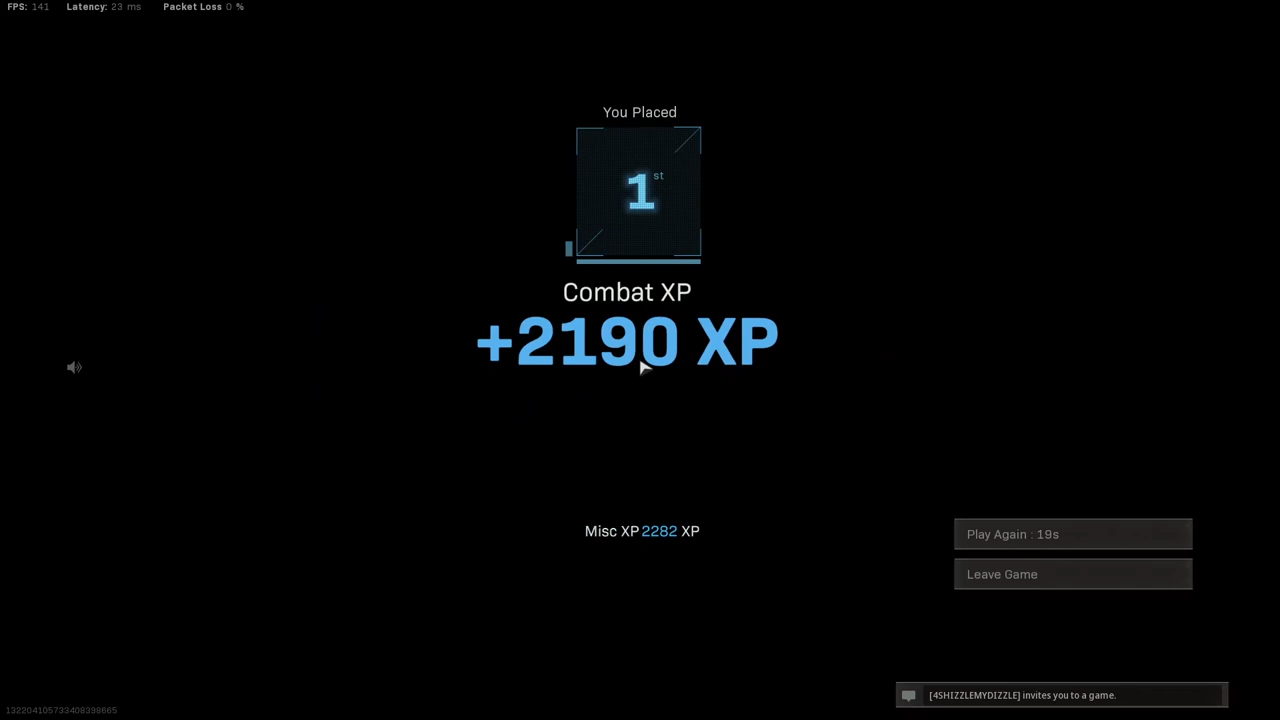 FPS: 141 Latency: 23 ms Packet Loss 0 %
You Placed
1st
Combat XP
+2190 XP
Misc XP 2282 XP
Play Again : 19s
Leave Game
[4SHIZZLEMYDIZZLE] invites you to a game.
132204105733408398665